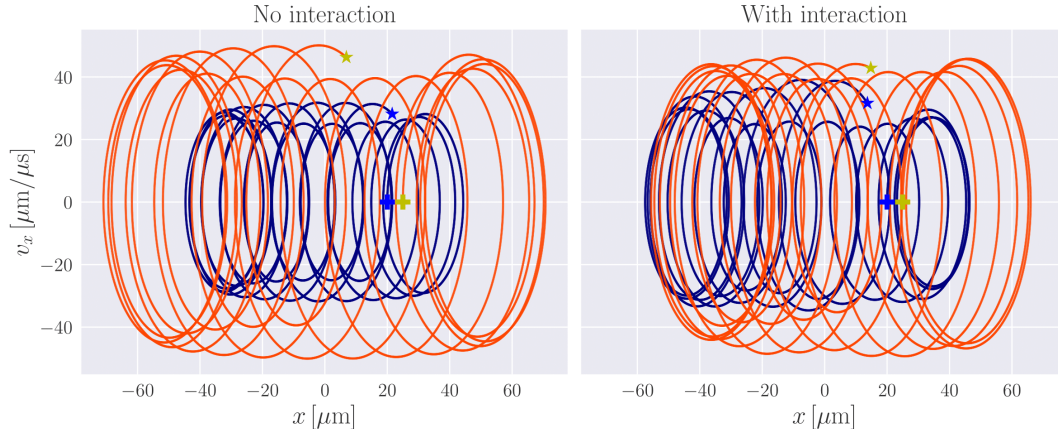 No interaction
With interaction
40
20
0
−20
−40
v_x [μm/μs]
−60 −40 −20 0 20 40 60
−60 −40 −20 0 20 40 60
x [μm]
x [μm]